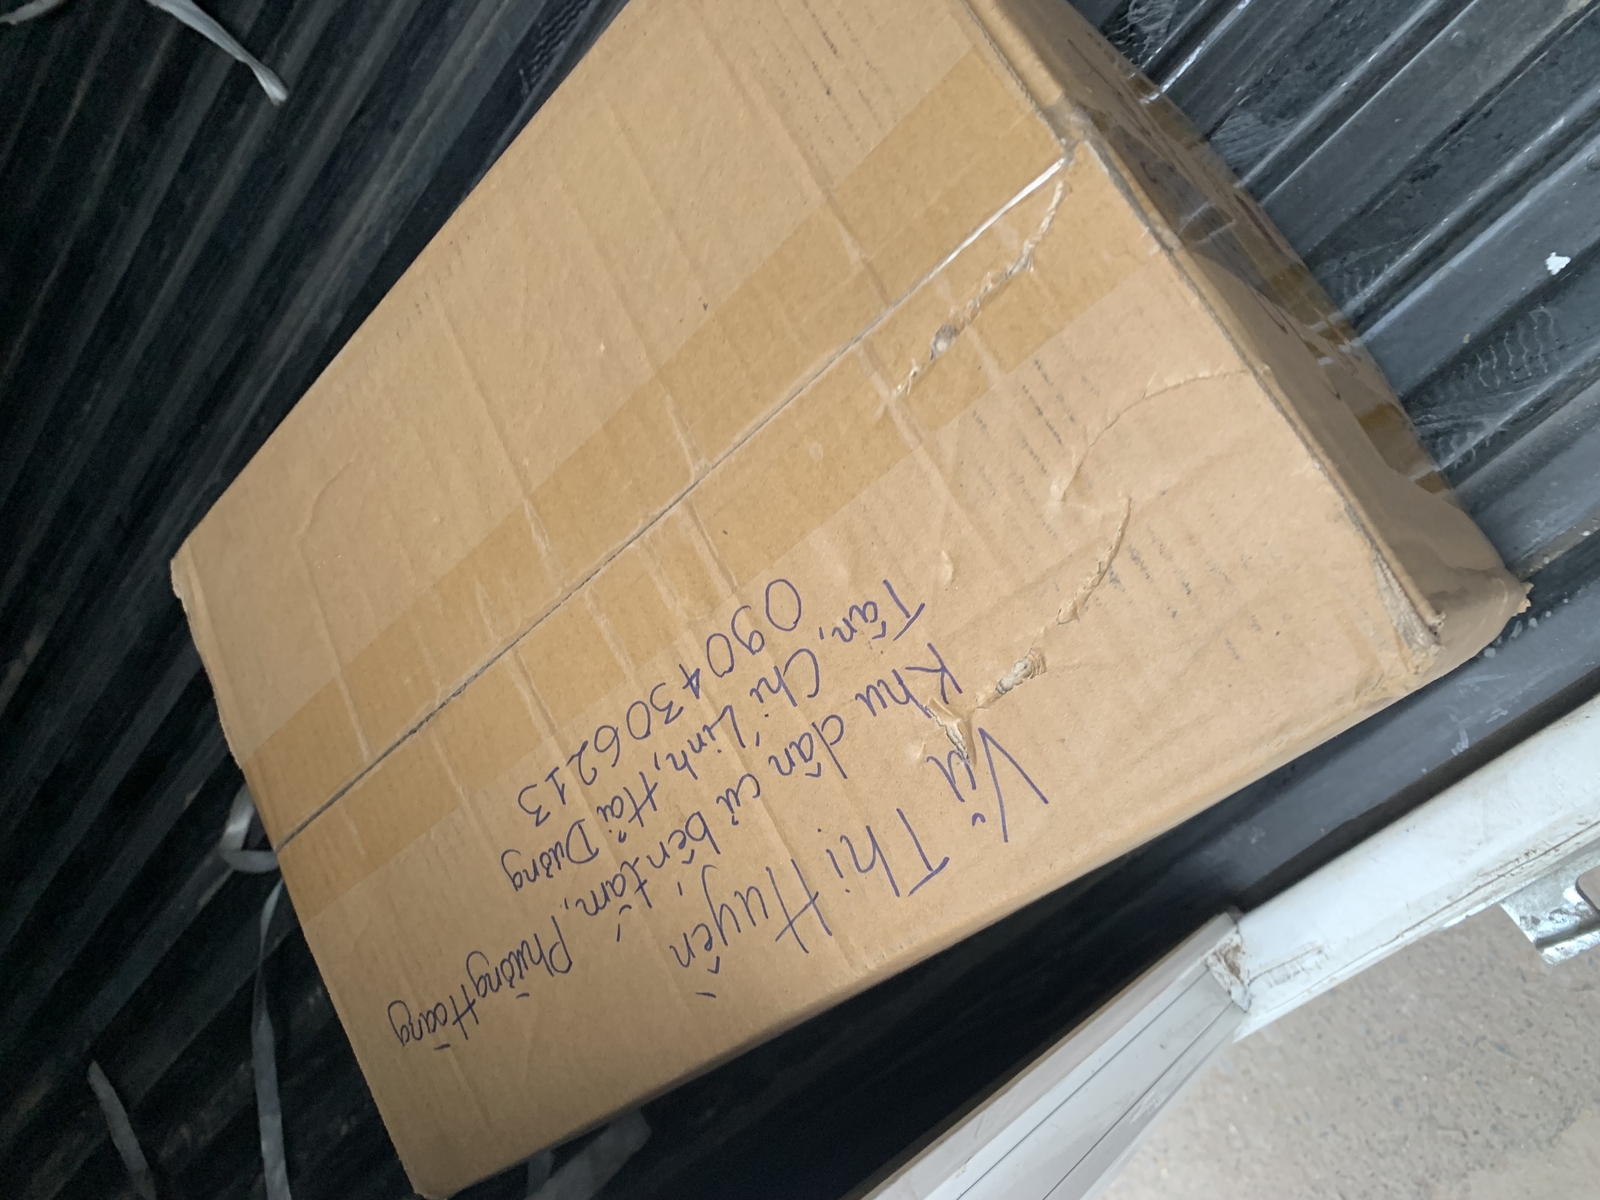 Vũ Thị Huyền
Khu dân cư bến tắm, Phường Hoàng
Tân, Chí Linh, Hải Dương
0904306213